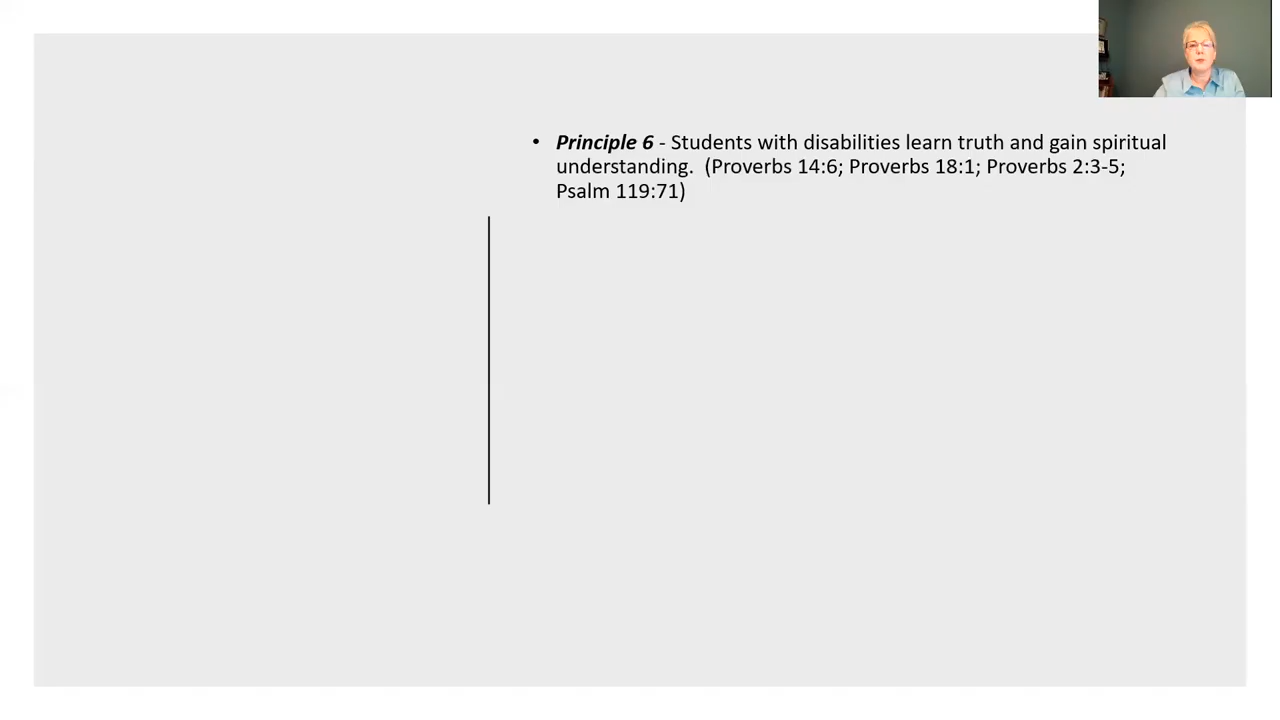 • Principle 6 - Students with disabilities learn truth and gain spiritual
understanding.  (Proverbs 14:6; Proverbs 18:1; Proverbs 2:3-5;
Psalm 119:71)